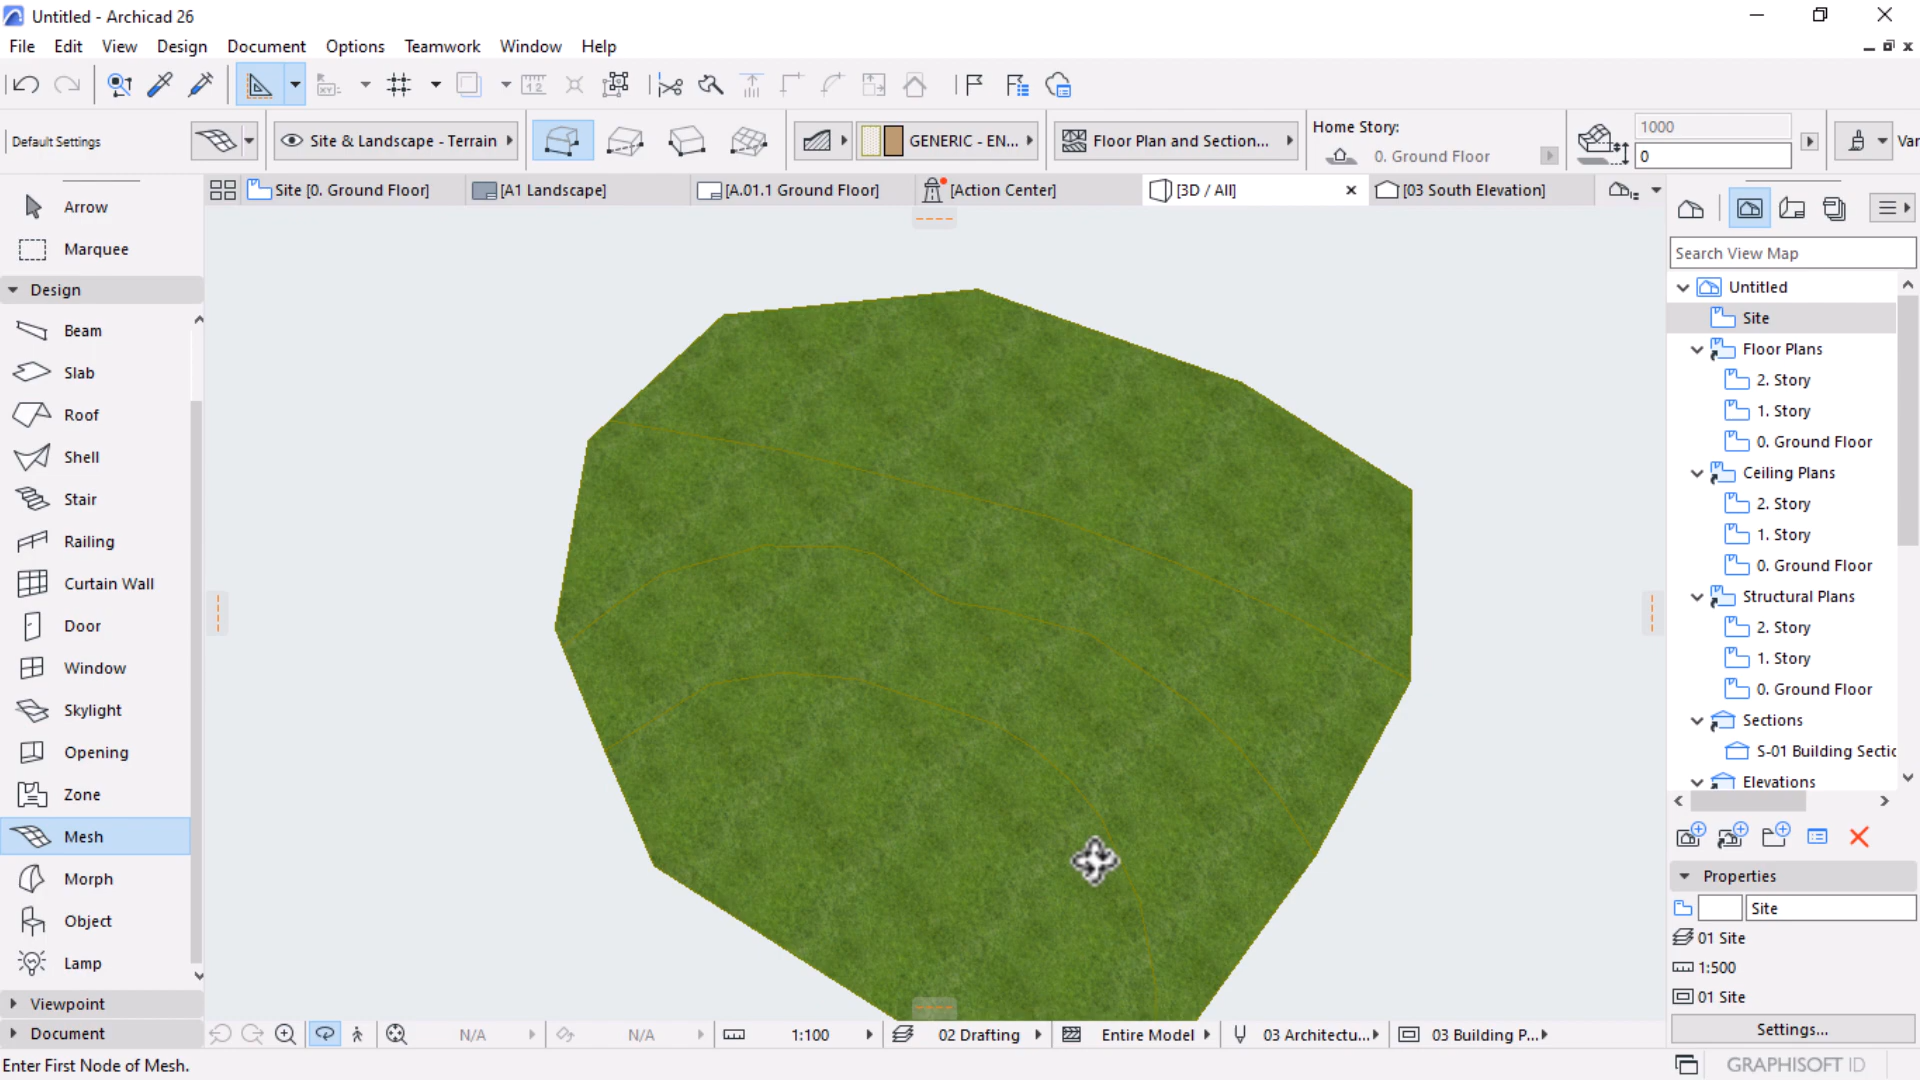 Untitled - Archicad 26
File Edit View Design Document Options Teamwork Window Help
Default Settings
Site & Landscape - Terrain
GENERIC - EN...
Floor Plan and Section...
Home Story:
0. Ground Floor
1000
0
Var
Site [0. Ground Floor]
[A1 Landscape]
[A.01.1 Ground Floor]
[Action Center]
[3D / All]
[03 South Elevation]
Arrow
Marquee
Design
Beam
Slab
Roof
Shell
Stair
Railing
Curtain Wall
Door
Window
Skylight
Opening
Zone
Mesh
Morph
Object
Lamp
Viewpoint
Document
Search View Map
Untitled
Site
Floor Plans
2. Story
1. Story
0. Ground Floor
Ceiling Plans
2. Story
1. Story
0. Ground Floor
Structural Plans
2. Story
1. Story
0. Ground Floor
Sections
S-01 Building Sectio
Elevations
Properties
Site
01 Site
1:500
01 Site
Settings...
N/A
N/A
1:100
02 Drafting
Entire Model
03 Architectu...
03 Building P...
Enter First Node of Mesh.
GRAPHISOFT ID